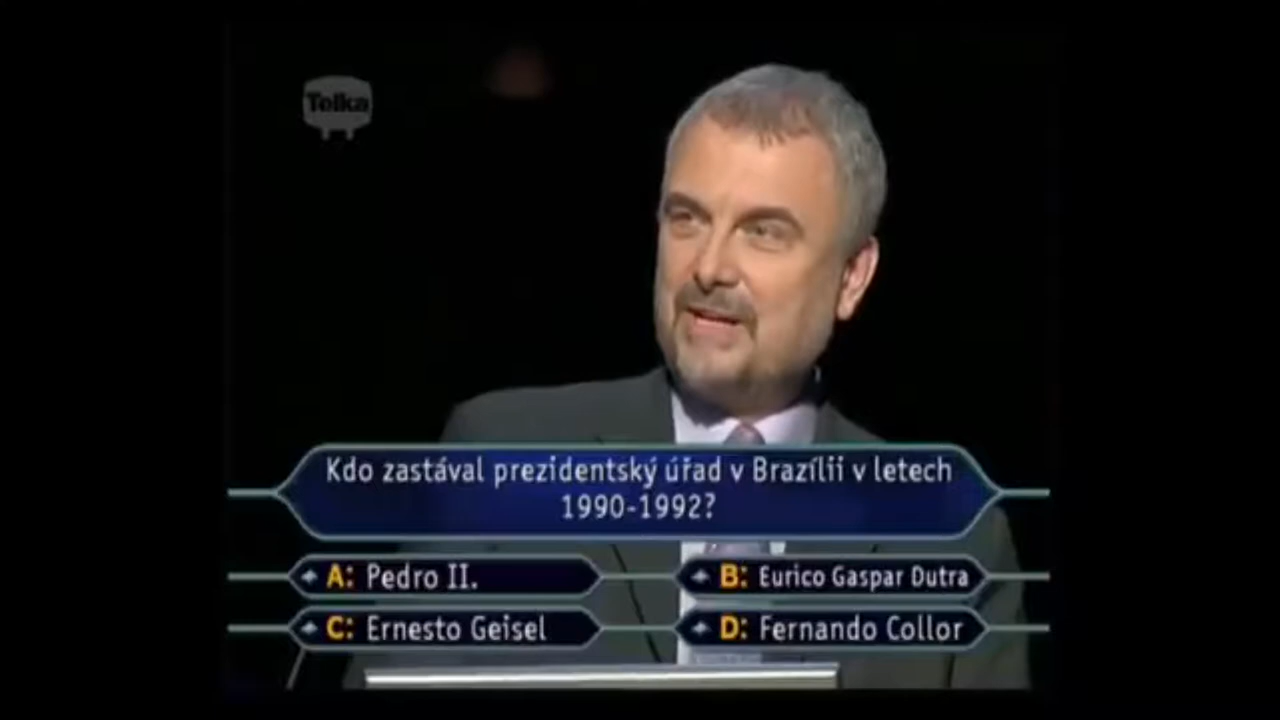 Telka
Kdo zastával prezidentský úřad v Brazílii v letech
1990-1992?
A: Pedro II.
B: Eurico Gaspar Dutra
C: Ernesto Geisel
D: Fernando Collor